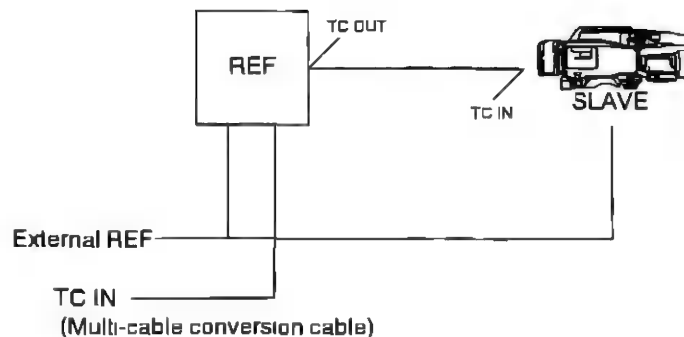 TC OUT
REF
TC IN
SLAVE
External REF
TC IN
(Multi-cable conversion cable)